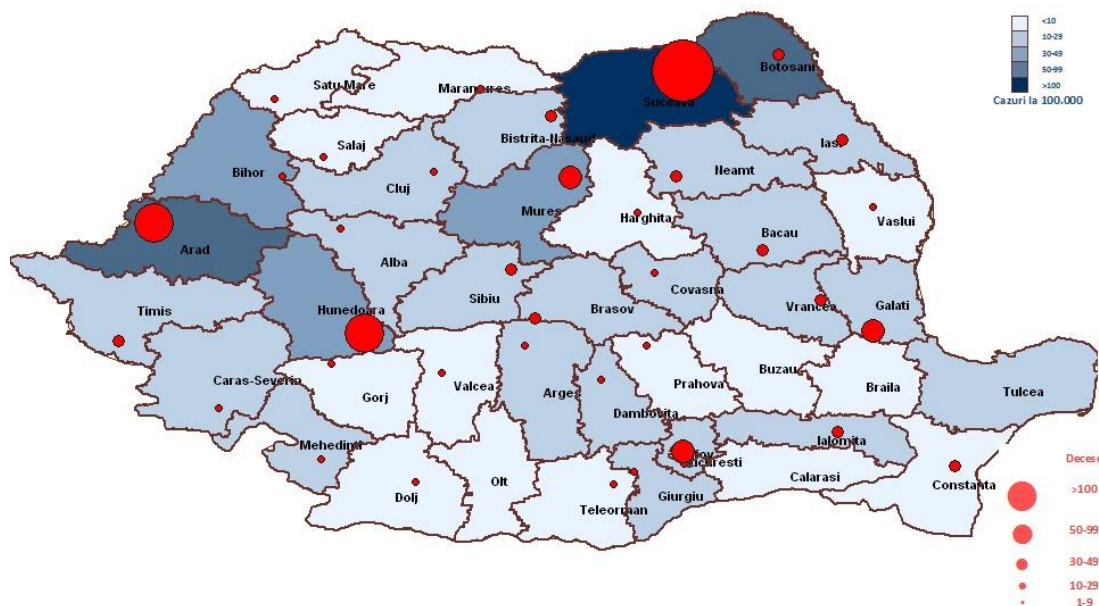 <10
10-29
30-49
50-99
>100
Cazuri la 100.000
Botosani
Satu Mare
Maramures
Suceava
Bistrita-Nasaud
Iasi
Salaj
Neamt
Bihor
Cluj
Mures
Harghita
Vaslui
Arad
Bacau
Alba
Sibiu
Covasna
Timis
Hunedoara
Brasov
Vrancea
Galati
Caras-Severin
Valcea
Buzau
Gorj
Arges
Prahova
Braila
Tulcea
Dambovita
Mehedinti
Ialomita
Olt
Calarasi
Constanta
Dolj
Teleorman
Giurgiu
Decese
>100
50-99
30-49
10-29
1-9